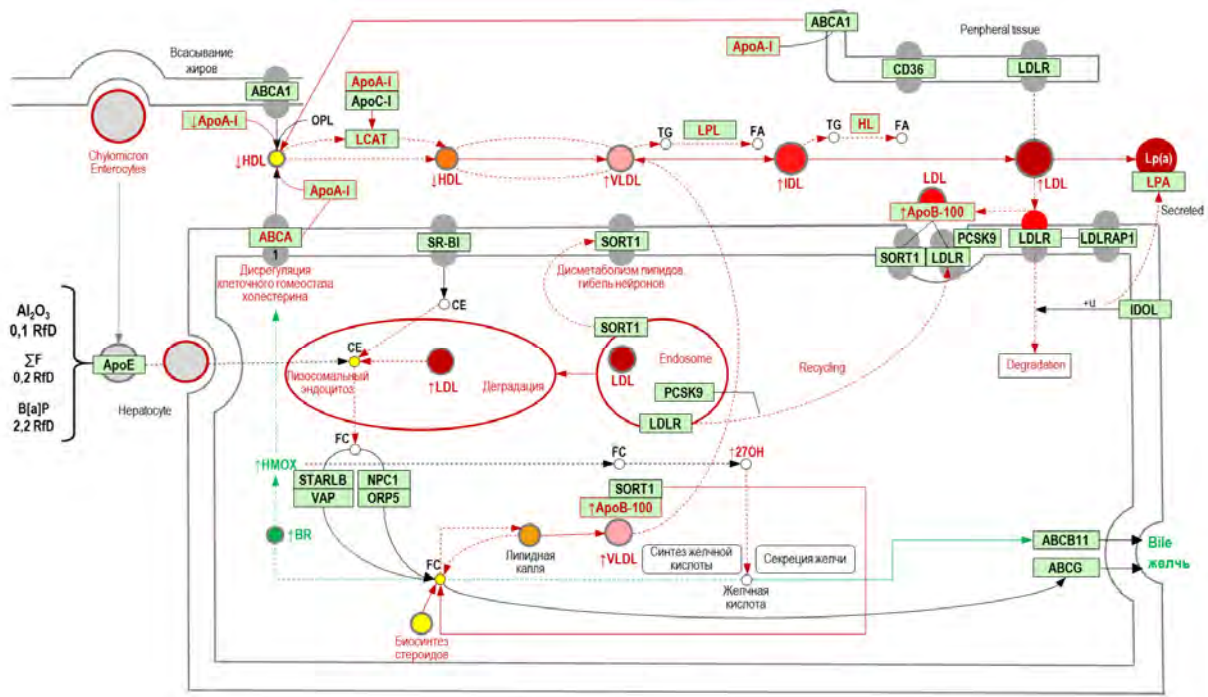 ABCA1
Peripheral tissue
Всасывание
жиров
ApoA-I
CD36
LDLR
ABCA1
ApoA-I
ApoC-I
↓ApoA-I
OPL
LCAT
TG
LPL
FA
TG
HL
FA
Chylomicron
Enterocytes
↓HDL
↓HDL
↑VLDL
↑IDL
↑LDL
Lp(a)
LPA
ApoA-I
LDL
↑ApoB-100
Secreted
ABCA
1
SR-BI
SORT1
SORT1
LDLR
PCSK9
LDLR
LDLRAP1
Дисрегуляция
клеточного гомеостаза
холестерина
Дисметаболизм липидов,
гибель нейронов
CE
+u
IDOL
Al₂O₃
0,1 RfD
∑F
0,2 RfD
B[a]P
2,2 RfD
ApoE
Hepatocyte
CE
Лизосомальный
эндоцитоз
↑LDL
Деградация
SORT1
LDL
Endosome
PCSK9
LDLR
Recycling
Degradation
FC
↑HMOX
STARLB
VAP
NPC1
ORP5
FC
↑27OH
SORT1
↑ApoB-100
↑BR
FC
Липидная
капля
↑VLDL
Синтез желчной
кислоты
Секреция желчи
Желчная
кислота
ABCB11
ABCG
Bile
желчь
Биосинтез
стероидов